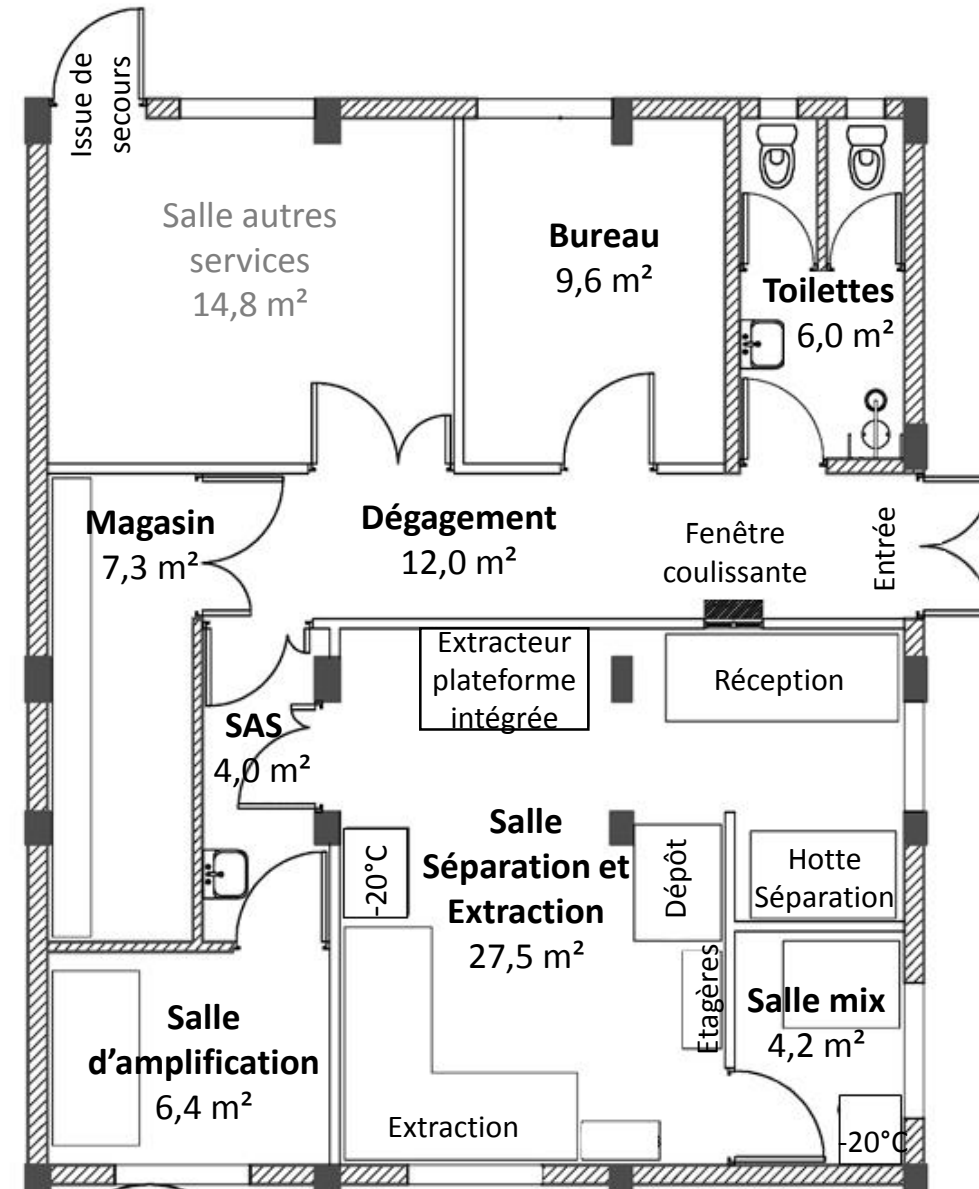 Issue de
secours
Salle autres
services
14,8 m²
Bureau
9,6 m²
Toilettes
6,0 m²
Magasin
7,3 m²
Dégagement
12,0 m²
Fenêtre
coulissante
Entrée
Extracteur
plateforme
intégrée
Réception
SAS
4,0 m²
Salle
Séparation et
Extraction
27,5 m²
-20°C
Dépôt
Hotte
Séparation
Etagères
Salle mix
4,2 m²
Salle
d’amplification
6,4 m²
Extraction
-20°C